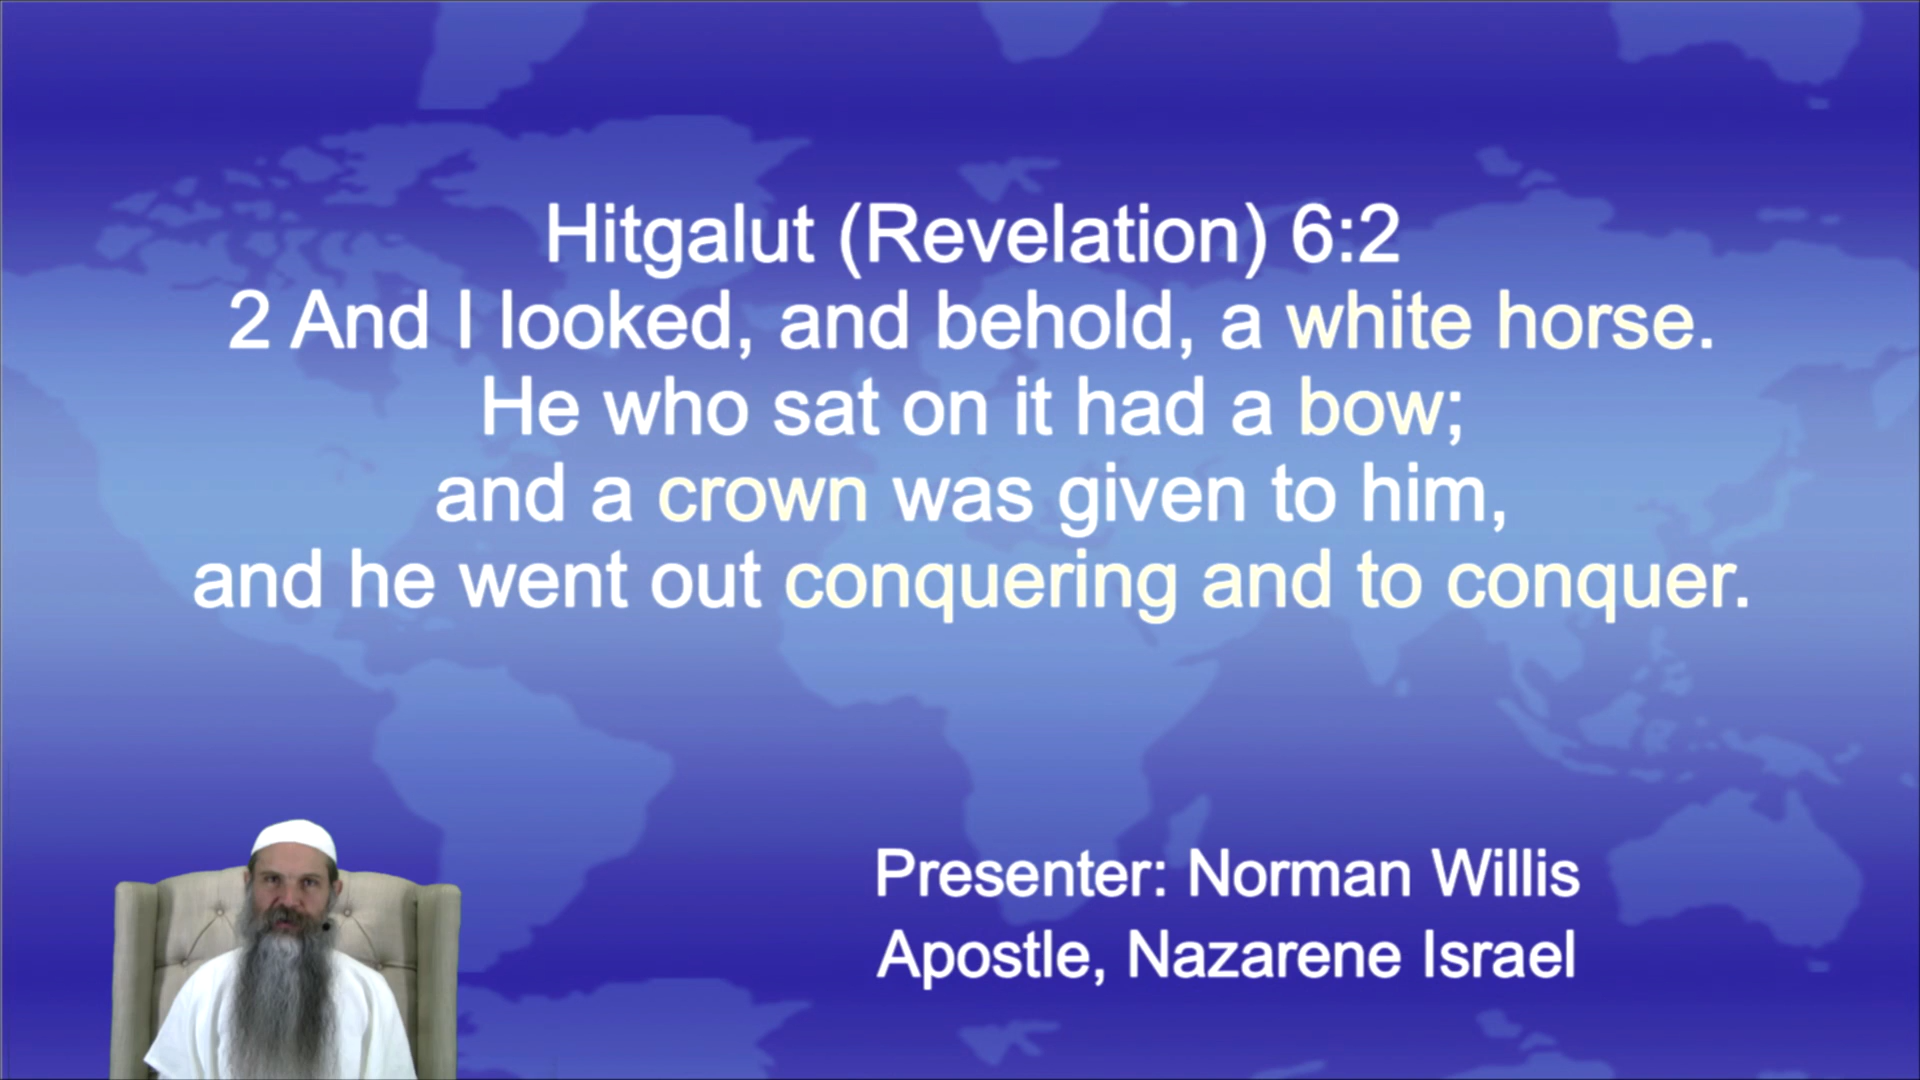 Hitgalut (Revelation) 6:2
2 And I looked, and behold, a white horse.
He who sat on it had a bow;
and a crown was given to him,
and he went out conquering and to conquer.
Presenter: Norman Willis
Apostle, Nazarene Israel